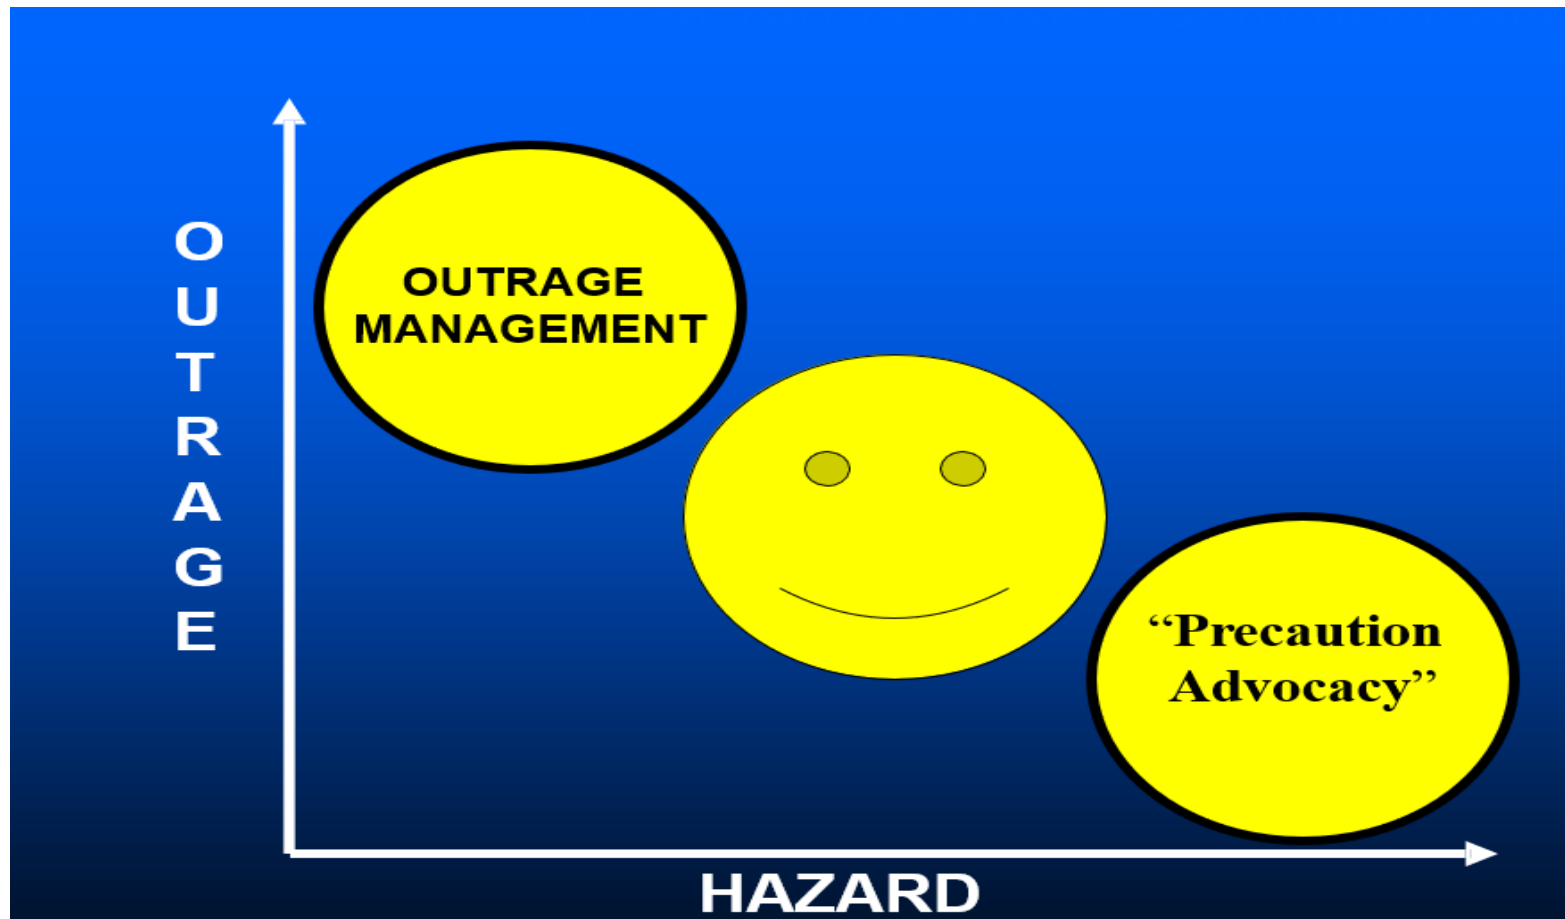 OUTRAGE
OUTRAGE
MANAGEMENT
“Precaution
Advocacy”
HAZARD